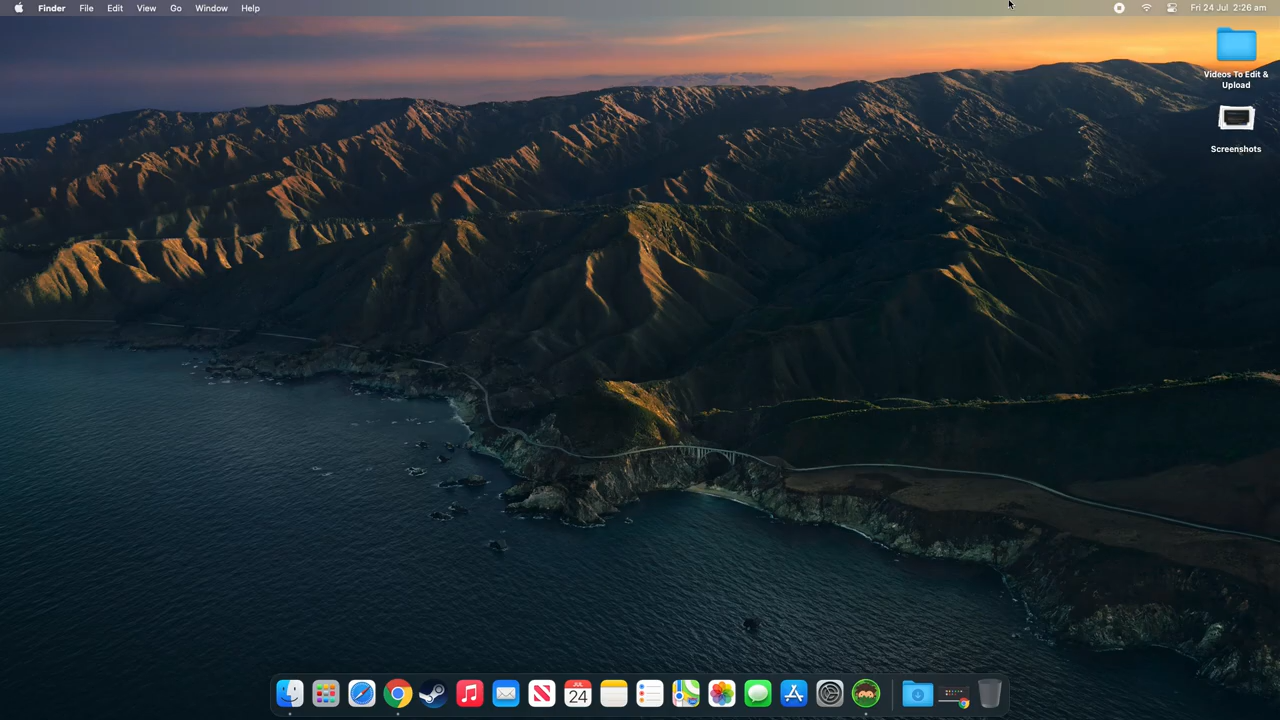 Finder File Edit View Go Window Help Fri 24 Jul 2:26 am
Videos To Edit &
Upload
Screenshots
JUL
24